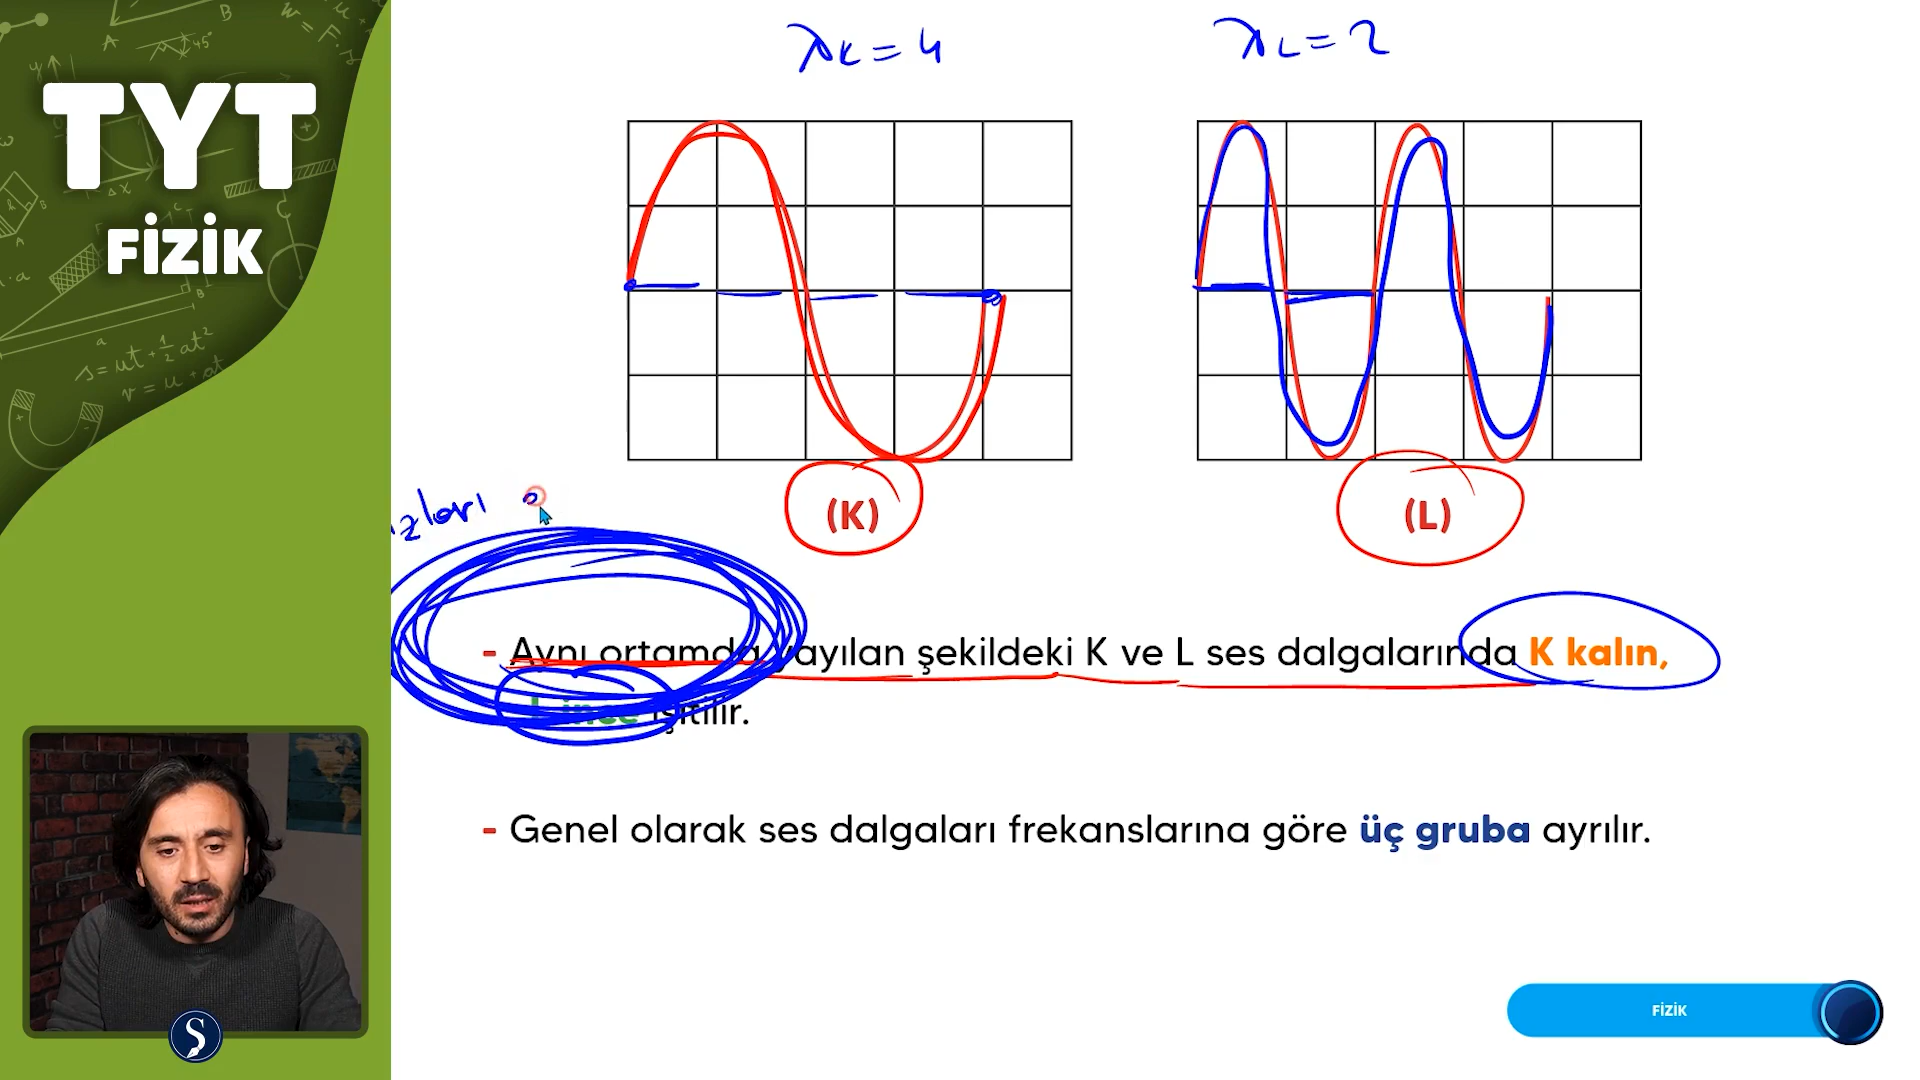 TYT
FİZİK
λK = 4
λL = 2
(K)
(L)
ızları
- Aynı ortamda yayılan şekildeki K ve L ses dalgalarında K kalın,
L ince işitilir.
- Genel olarak ses dalgaları frekanslarına göre üç gruba ayrılır.
FİZİK